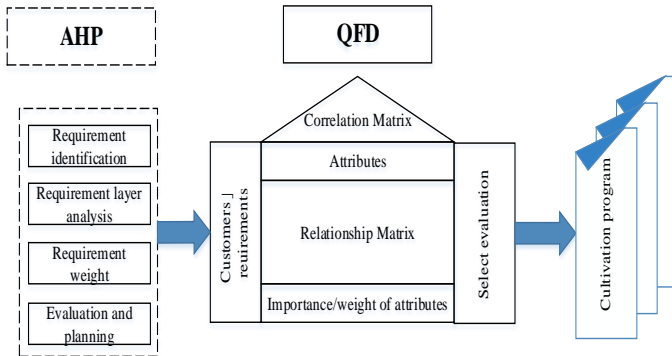 AHP
QFD
Requirement
identification
Requirement layer
analysis
Requirement
weight
Evaluation and
planning
Customers
reuirements
Correlation Matrix
Attributes
Relationship Matrix
Importance/weight of attributes
Select evaluation
Cultivation program